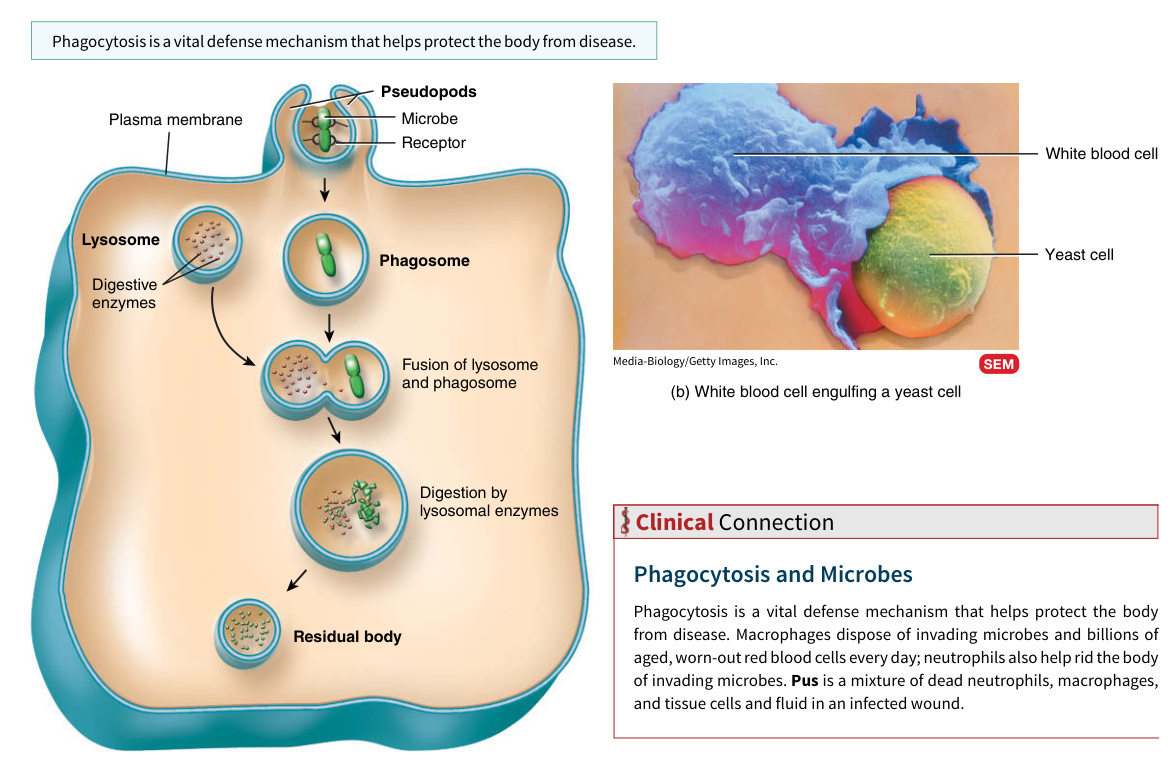 Phagocytosis is a vital defense mechanism that helps protect the body from disease.
Pseudopods
Microbe
Receptor
Plasma membrane
Lysosome
Digestive
enzymes
Phagosome
Fusion of lysosome
and phagosome
Digestion by
lysosomal enzymes
Residual body
White blood cell
Yeast cell
Media-Biology/Getty Images, Inc.
SEM
(b) White blood cell engulfing a yeast cell
Clinical Connection
Phagocytosis and Microbes
Phagocytosis is a vital defense mechanism that helps protect the body
from disease. Macrophages dispose of invading microbes and billions of
aged, worn-out red blood cells every day; neutrophils also help rid the body
of invading microbes. Pus is a mixture of dead neutrophils, macrophages,
and tissue cells and fluid in an infected wound.